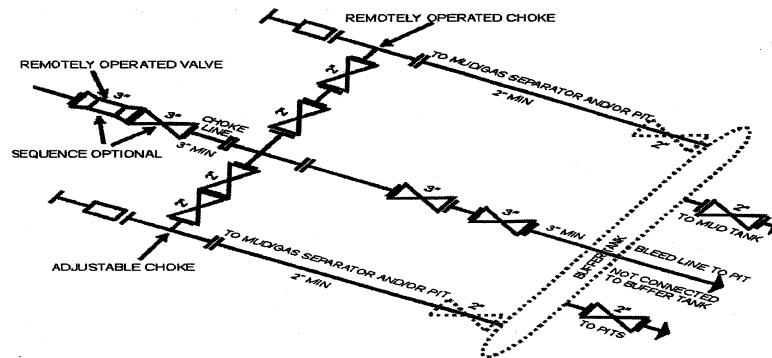 REMOTELY OPERATED CHOKE
REMOTELY OPERATED VALVE
3"
3"
SEQUENCE OPTIONAL
CHOKE
LINE
3" MIN
2"
2"
2"
2"
TO MUD/GAS SEPARATOR AND/OR PIT
2" MIN
2"
3"
3"
3" MIN
2"
TO MUD TANK
BUFFER TANK
BLEED LINE TO PIT
NOT CONNECTED
TO BUFFER TANK
ADJUSTABLE CHOKE
TO MUD/GAS SEPARATOR AND/OR PIT
2" MIN
2"
2"
TO PITS